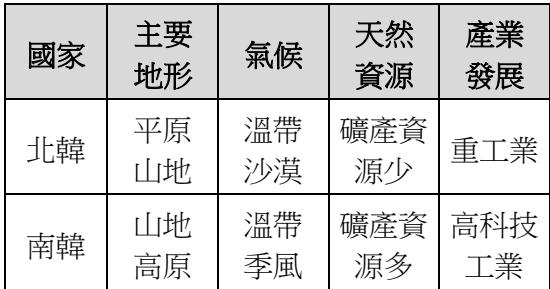 國家 主要地形 氣候 天然資源 產業發展
北韓 平原山地 溫帶沙漠 礦產資源少 重工業
南韓 山地高原 溫帶季風 礦產資源多 高科技工業